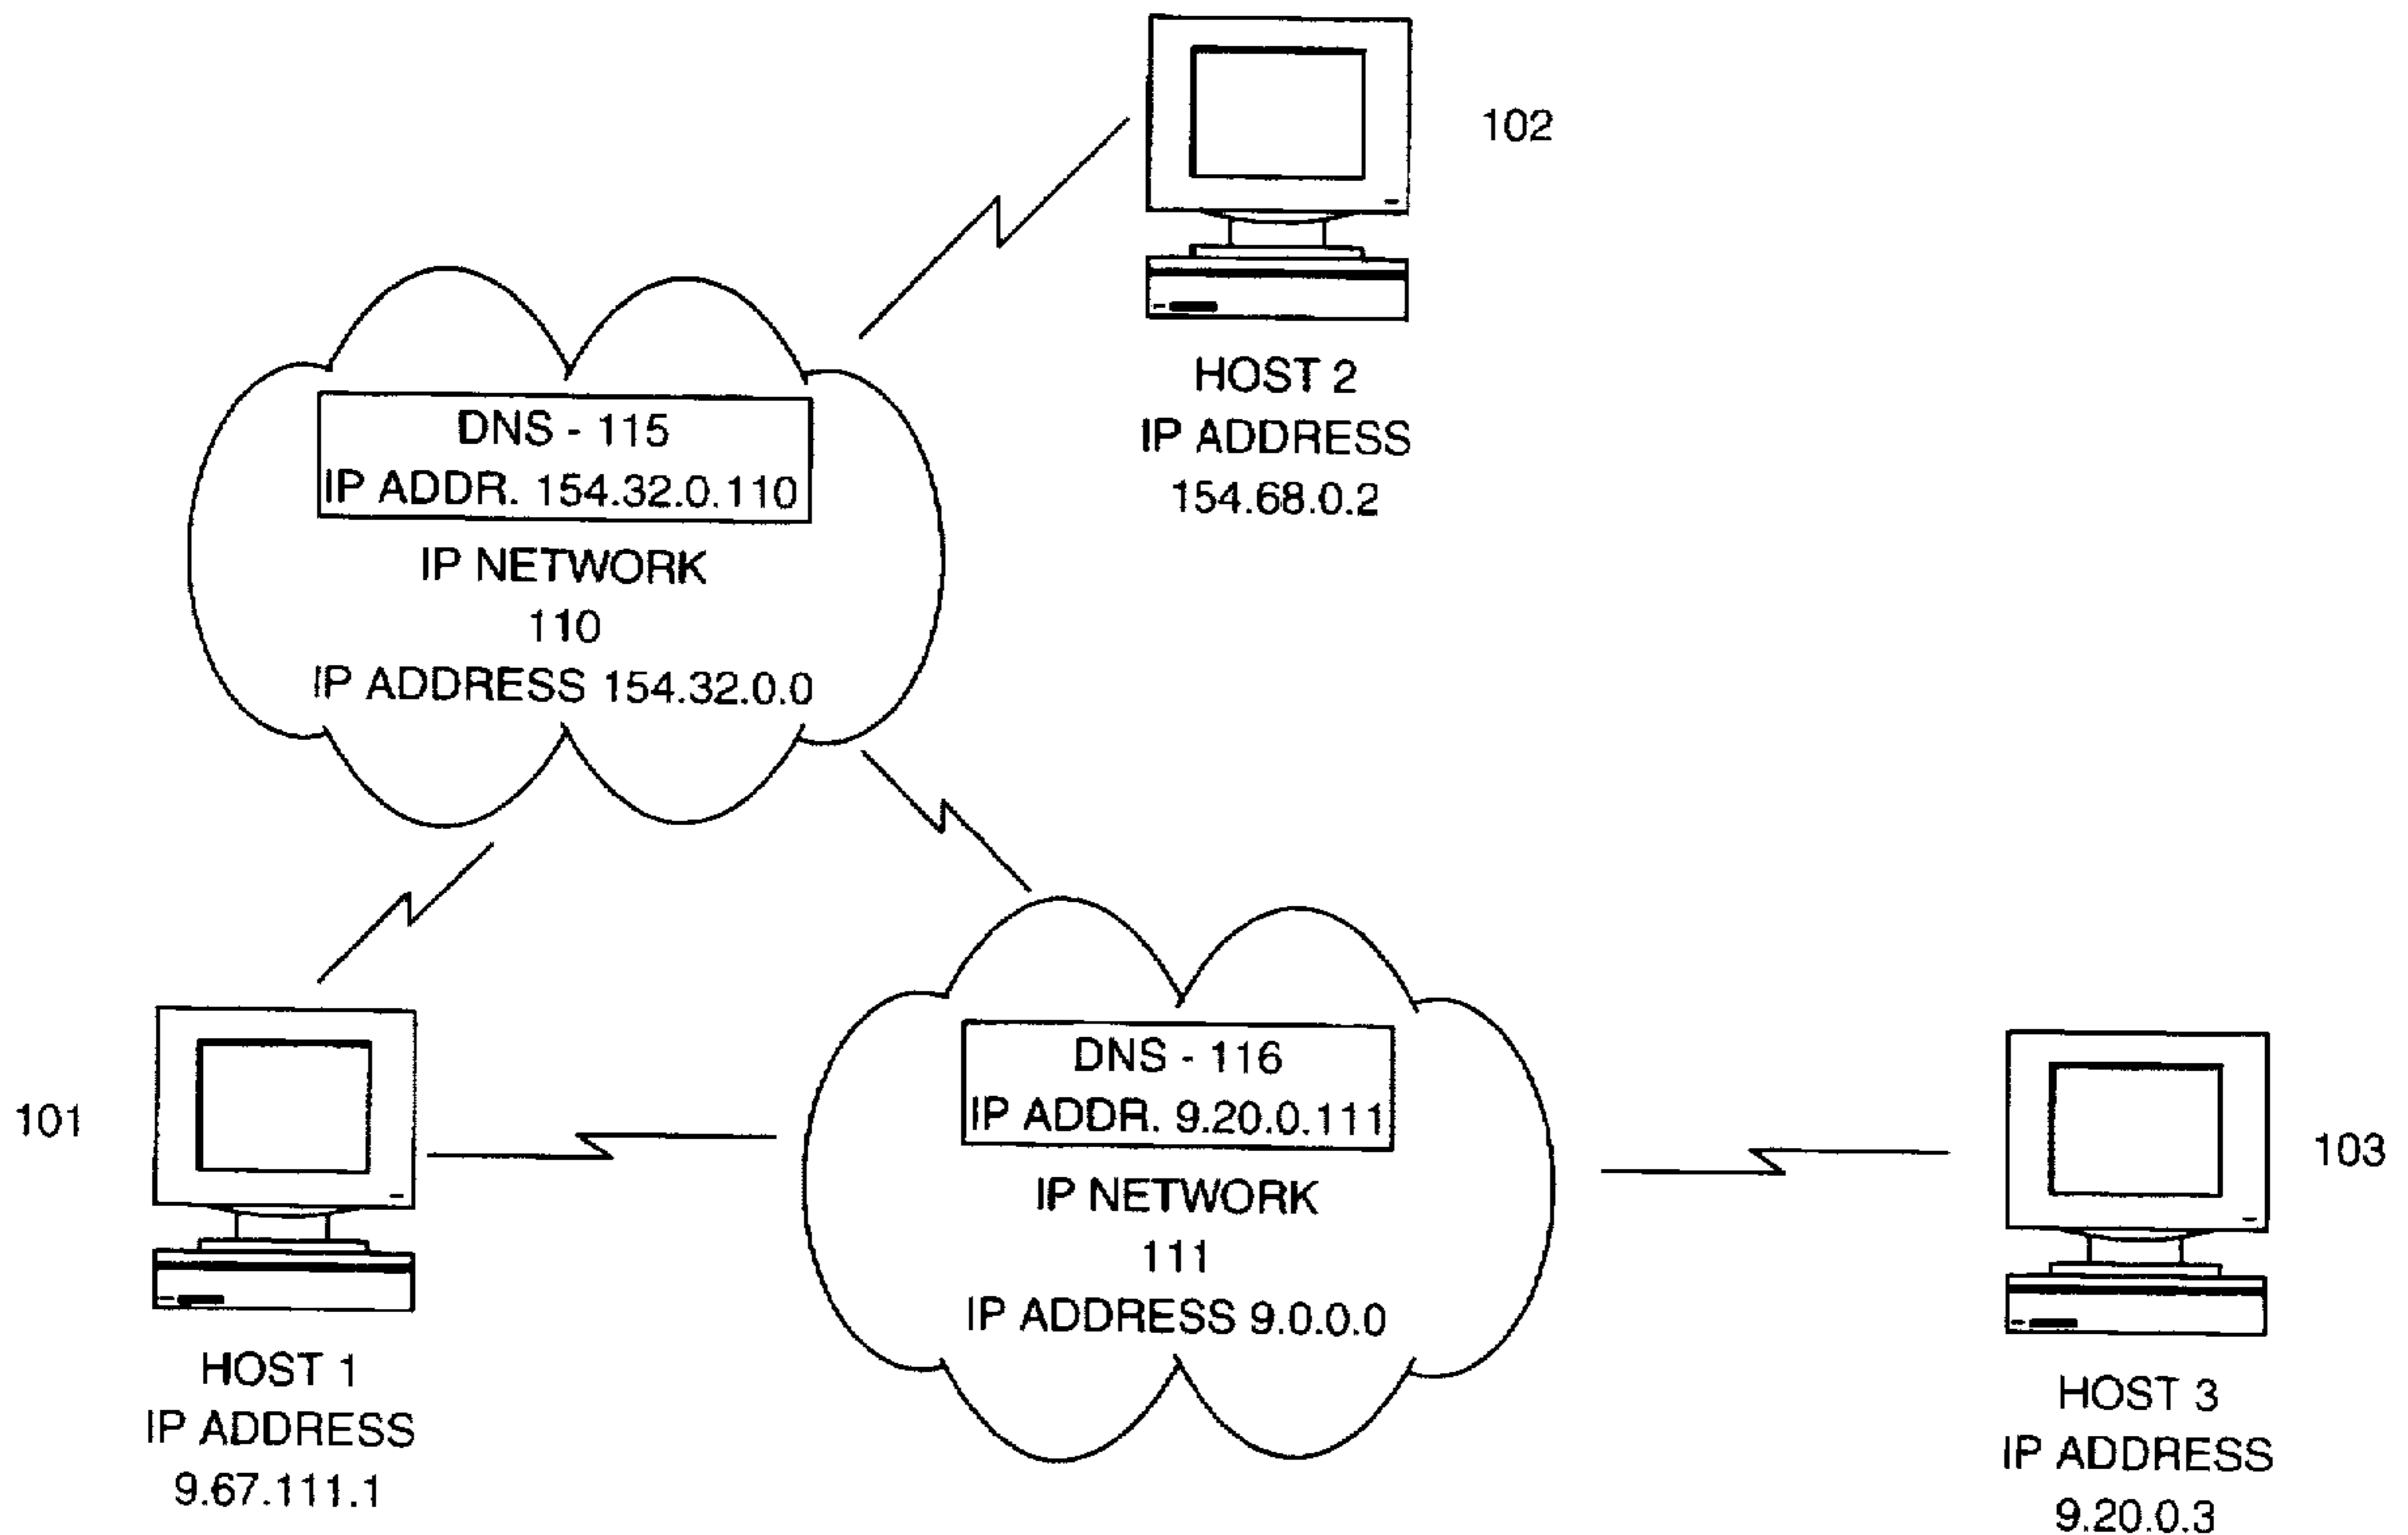 102
HOST 2
IP ADDRESS
154.68.0.2
DNS - 115
IP ADDR. 154.32.0.110
IP NETWORK
110
IP ADDRESS 154.32.0.0
101
HOST 1
IP ADDRESS
9.67.111.1
DNS - 116
IP ADDR. 9.20.0.111
IP NETWORK
111
IP ADDRESS 9.0.0.0
103
HOST 3
IP ADDRESS
9.20.0.3